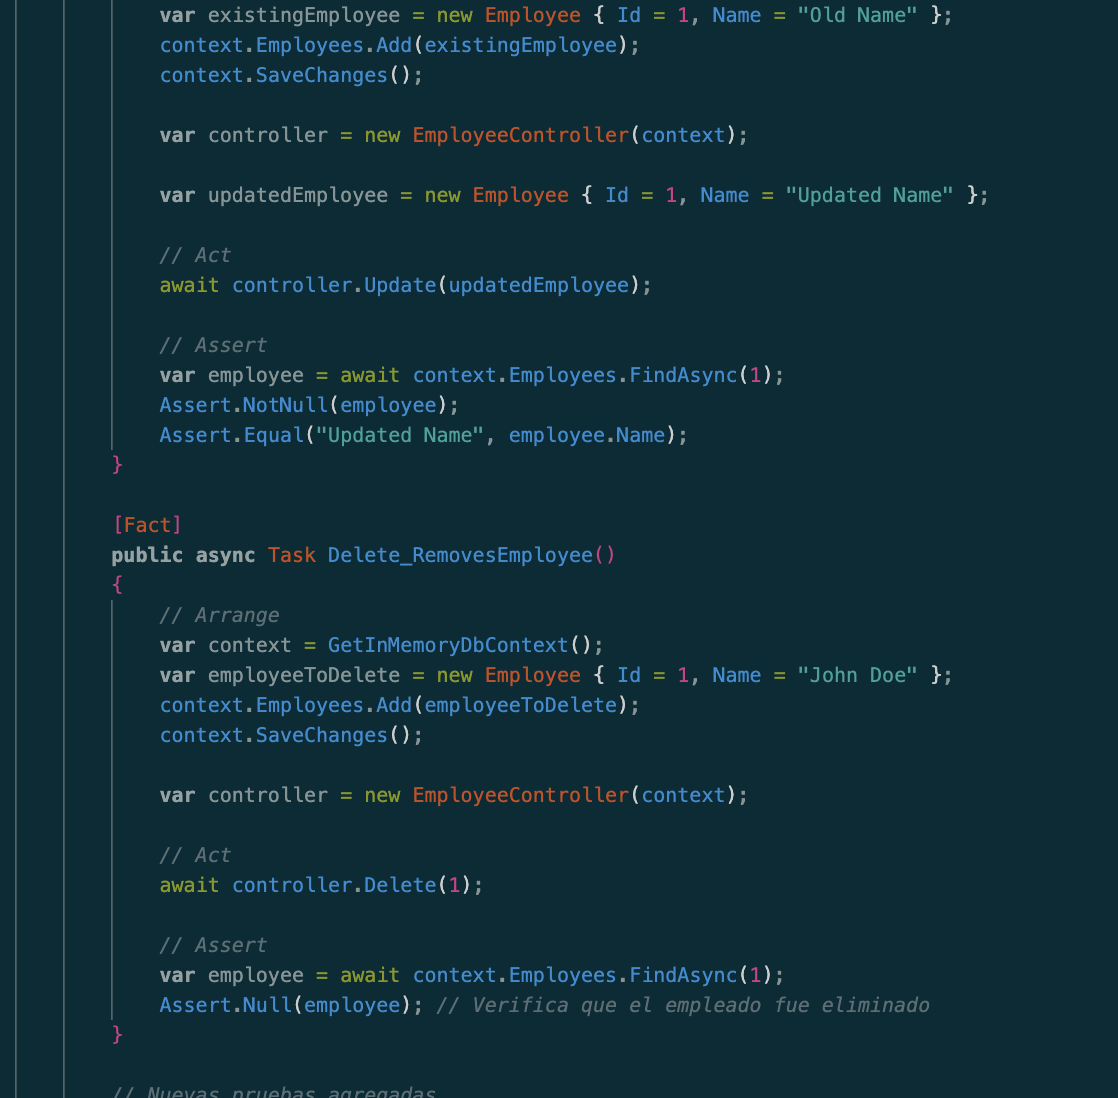 var existingEmployee = new Employee { Id = 1, Name = "Old Name" };
context.Employees.Add(existingEmployee);
context.SaveChanges();
var controller = new EmployeeController(context);
var updatedEmployee = new Employee { Id = 1, Name = "Updated Name" };
// Act
await controller.Update(updatedEmployee);
// Assert
var employee = await context.Employees.FindAsync(1);
Assert.NotNull(employee);
Assert.Equal("Updated Name", employee.Name);
}
[Fact]
public async Task Delete_RemovesEmployee()
{
// Arrange
var context = GetInMemoryDbContext();
var employeeToDelete = new Employee { Id = 1, Name = "John Doe" };
context.Employees.Add(employeeToDelete);
context.SaveChanges();
var controller = new EmployeeController(context);
// Act
await controller.Delete(1);
// Assert
var employee = await context.Employees.FindAsync(1);
Assert.Null(employee); // Verifica que el empleado fue eliminado
}
// Nuevas pruebas agregadas